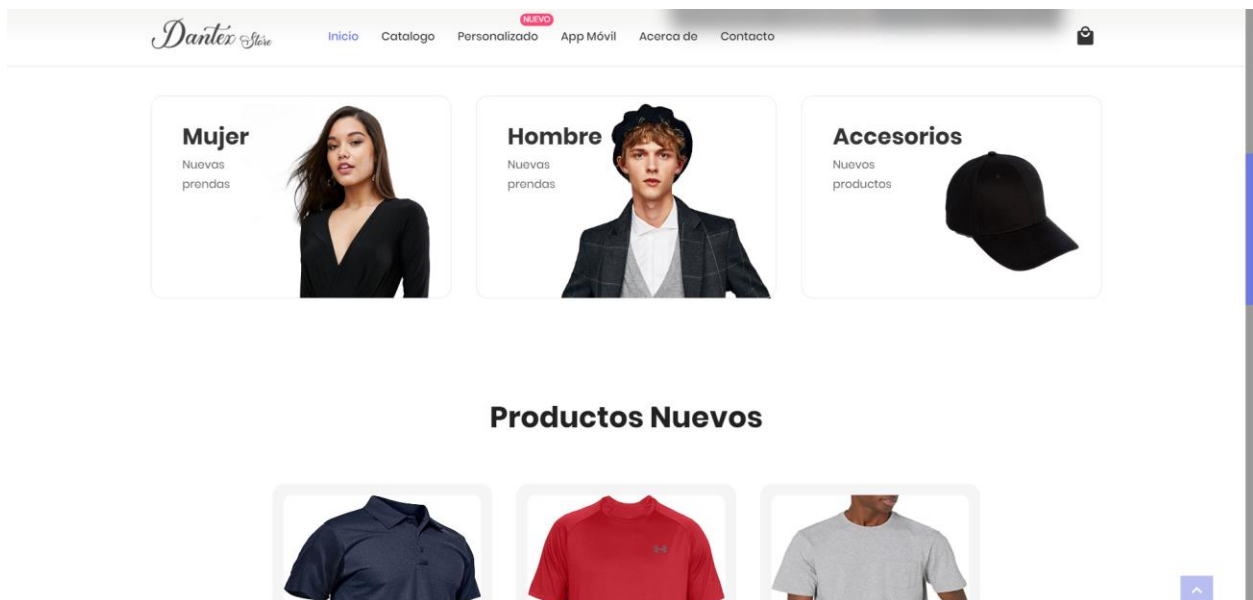 NUEVO
Dantex Store Inicio Catalogo Personalizado App Móvil Acerca de Contacto
Mujer
Nuevas
prendas
Hombre
Nuevas
prendas
Accesorios
Nuevos
productos
Productos Nuevos